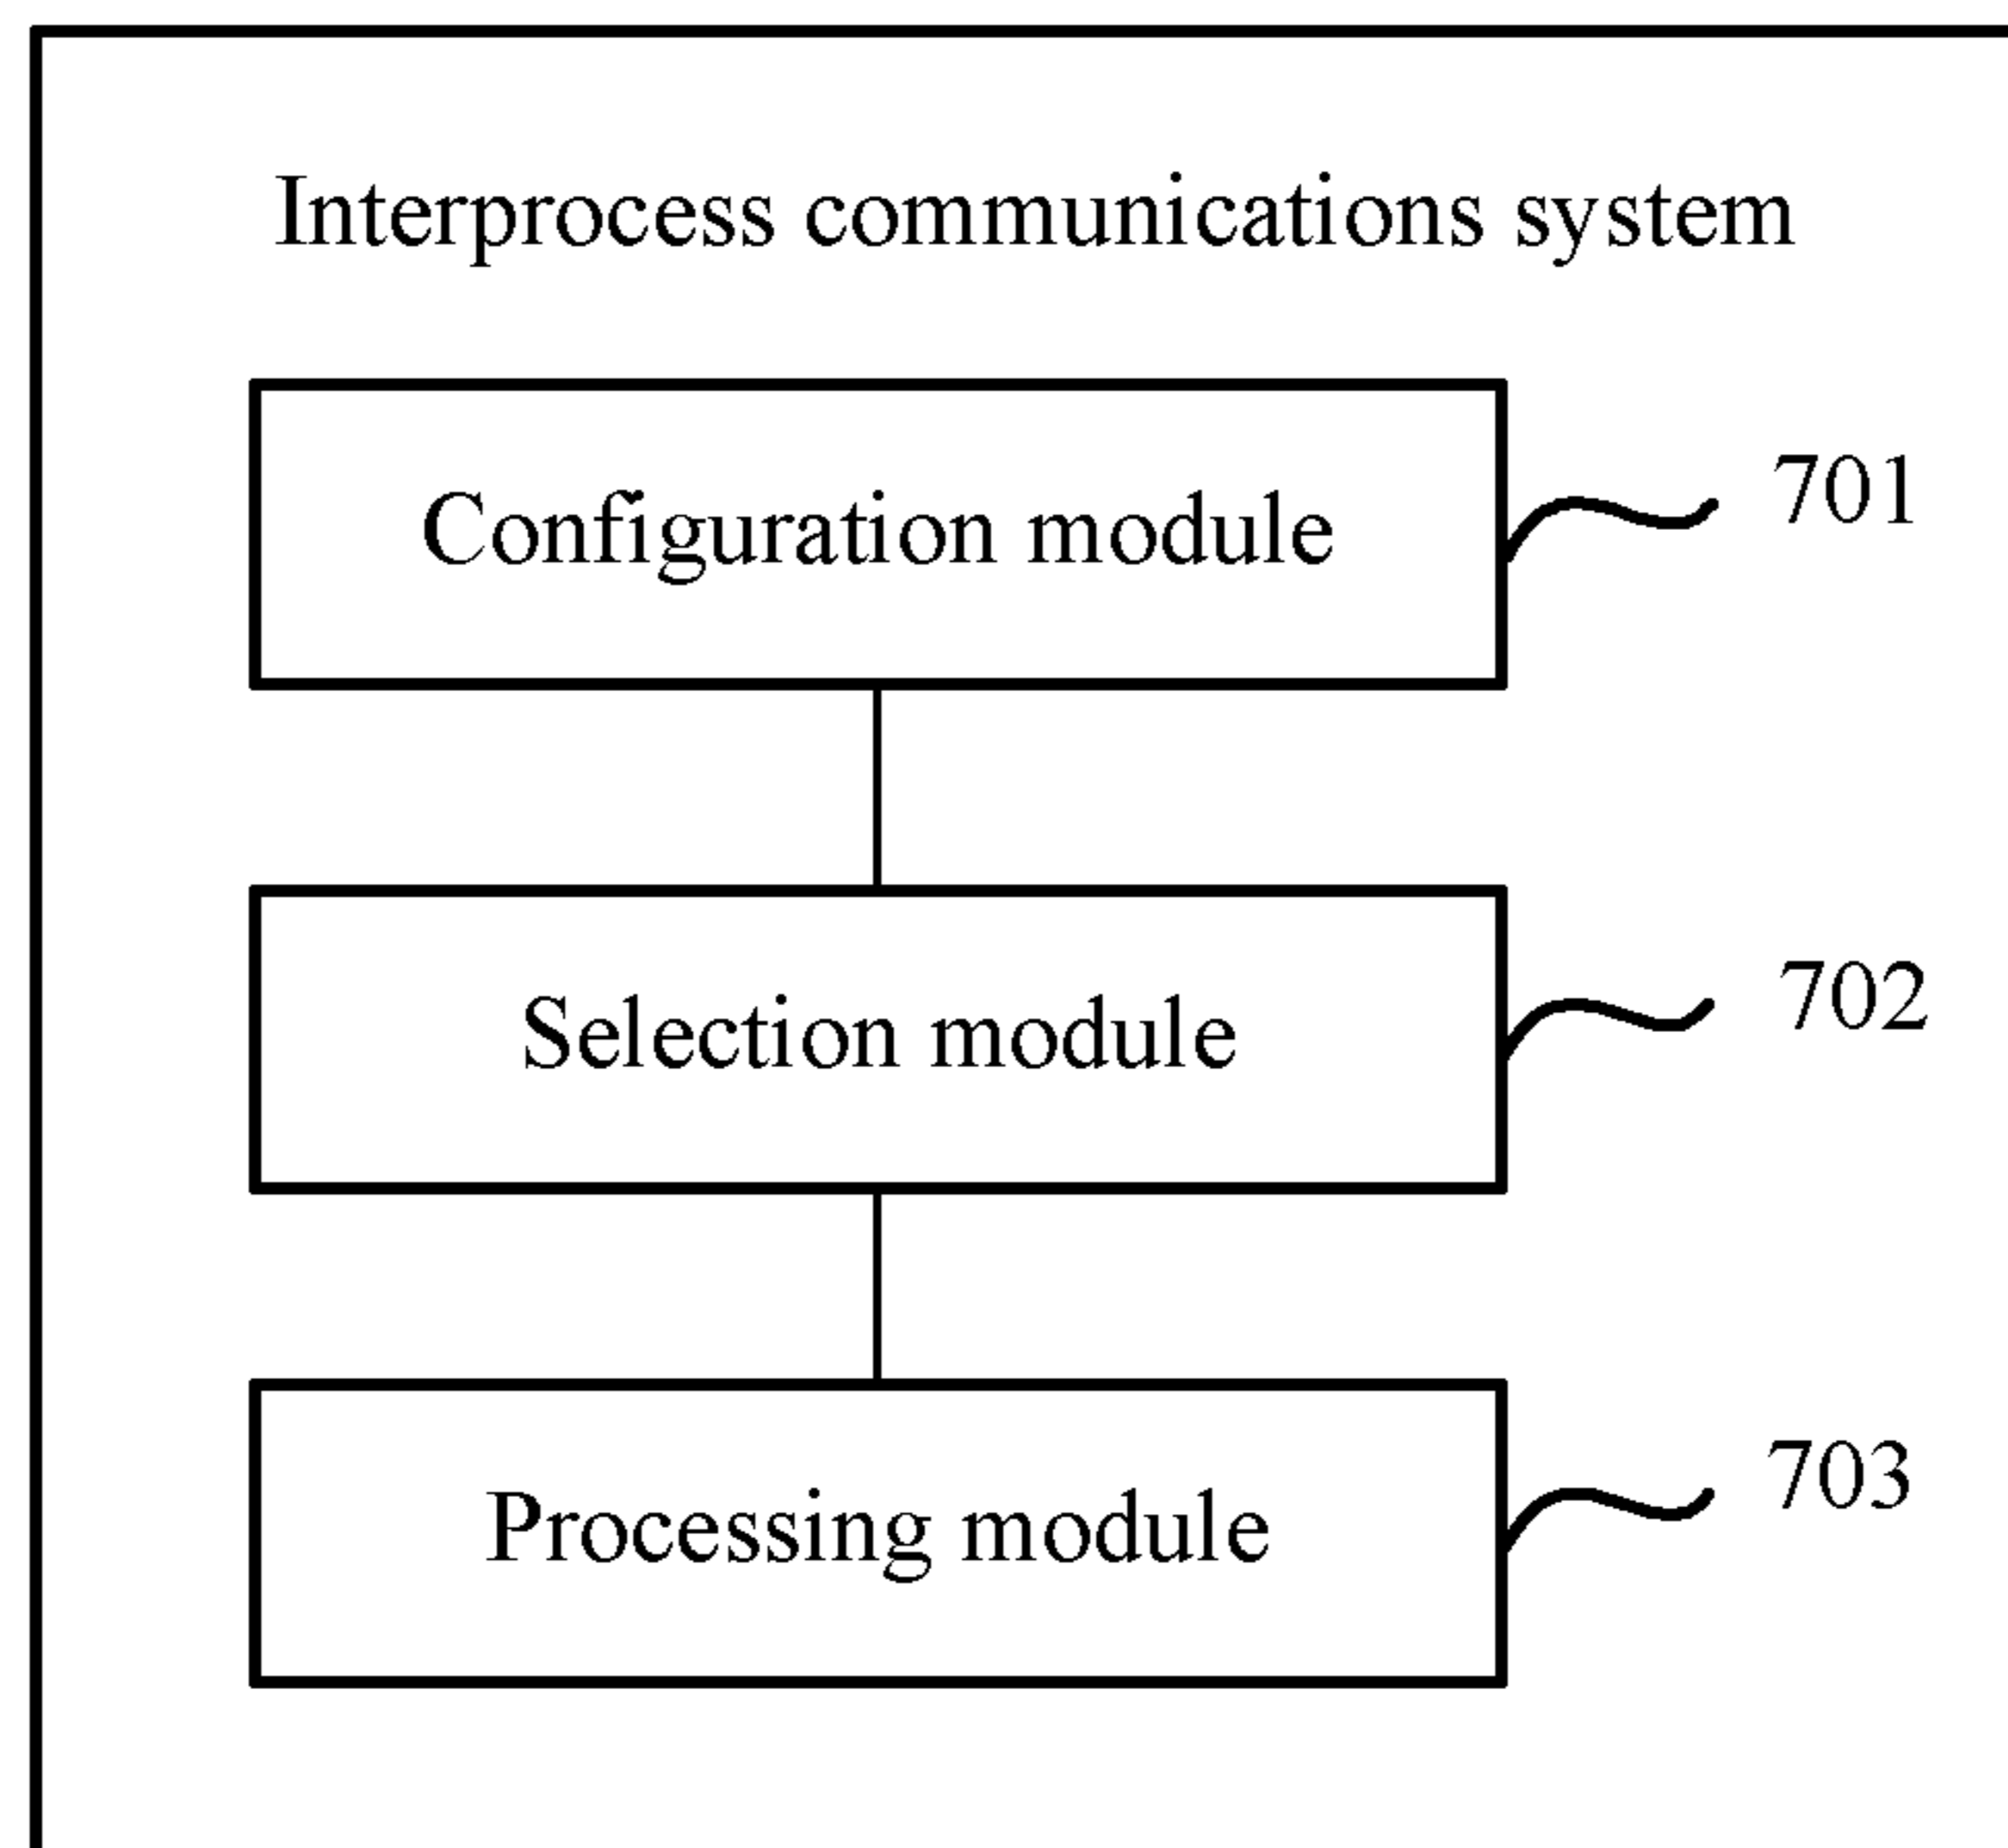 Interprocess communications system
Configuration module
701
Selection module
702
Processing module
703